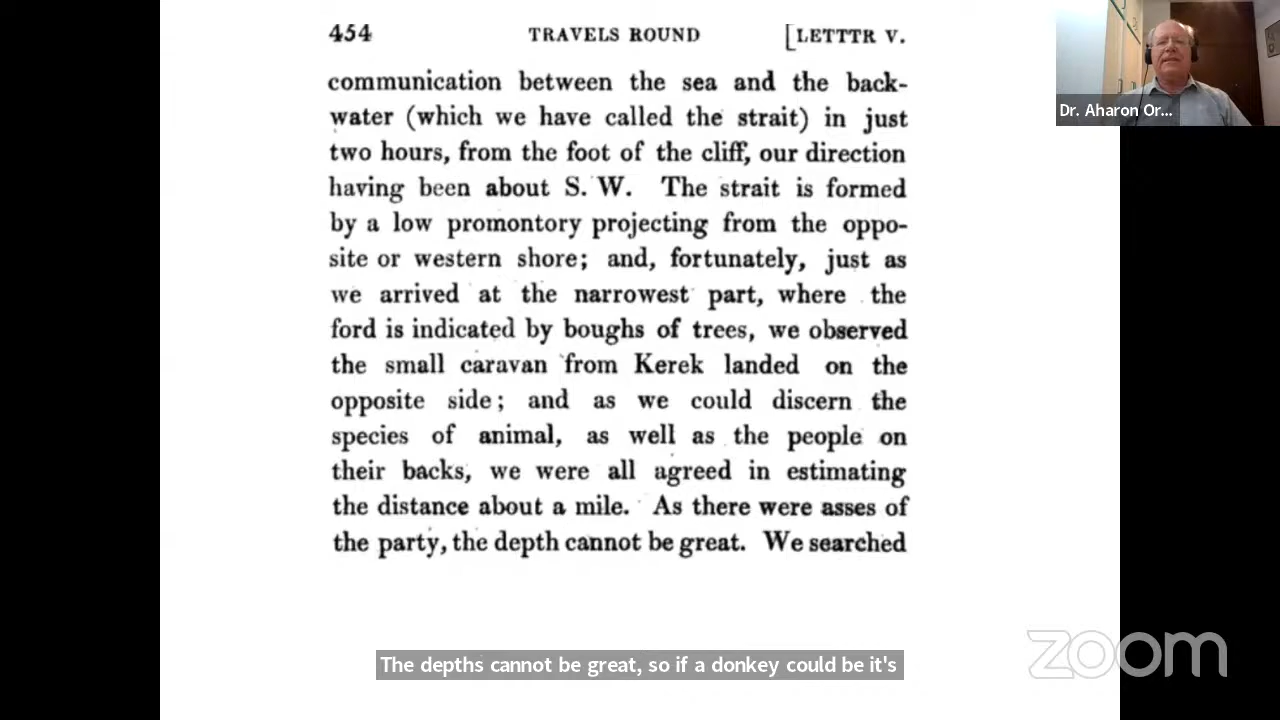 454 TRAVELS ROUND [LETTTR V.
communication between the sea and the back-
water (which we have called the strait) in just
two hours, from the foot of the cliff, our direction
having been about S. W. The strait is formed
by a low promontory projecting from the oppo-
site or western shore; and, fortunately, just as
we arrived at the narrowest part, where the
ford is indicated by boughs of trees, we observed
the small caravan from Kerek landed on the
opposite side; and as we could discern the
species of animal, as well as the people on
their backs, we were all agreed in estimating
the distance about a mile. As there were asses of
the party, the depth cannot be great. We searched
Dr. Aharon Or...
The depths cannot be great, so if a donkey could be it's
zoom